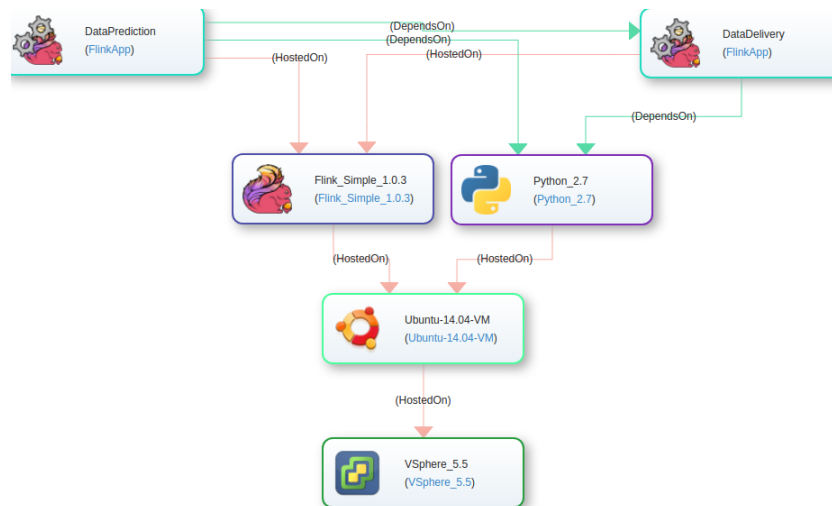 DataPrediction
(FlinkApp)
(DependsOn)
(DependsOn)
(HostedOn)
(HostedOn)
DataDelivery
(FlinkApp)
(DependsOn)
Flink_Simple_1.0.3
(Flink_Simple_1.0.3)
Python_2.7
(Python_2.7)
(HostedOn)
(HostedOn)
Ubuntu-14.04-VM
(Ubuntu-14.04-VM)
(HostedOn)
VSphere_5.5
(VSphere_5.5)